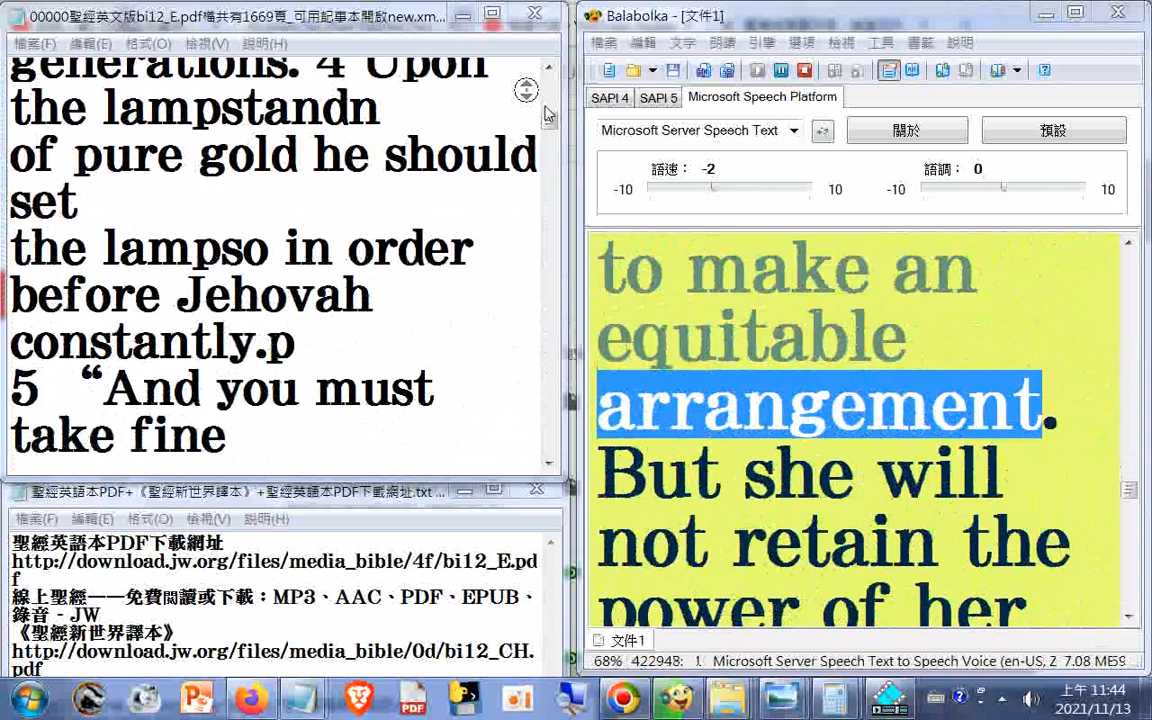 00000聖經英文版bi12_E.pdf檔共有1669頁_可用記事本開啟new.xm...
檔案(F) 編輯(E) 格式(O) 檢視(V) 說明(H)
generations. 4 Upon
the lampstandn
of pure gold he should
set
the lampso in order
before Jehovah
constantly.p
5 “And you must
take fine
聖經英語本PDF+《聖經新世界譯本》+聖經英語本PDF下載網址.txt ...
檔案(F) 編輯(E) 格式(O) 檢視(V) 說明(H)
聖經英語本PDF下載網址
http://download.jw.org/files/media_bible/4f/bi12_E.pd
f
線上聖經——免費閱讀或下載：MP3、AAC、PDF、EPUB、
錄音 - JW
《聖經新世界譯本》
http://download.jw.org/files/media_bible/0d/bi12_CH.
pdf
Balabolka - [文件1]
檔案 編輯 文字 朗讀 引擎 選項 檢視 工具 書籤 說明
SAPI 4 SAPI 5 Microsoft Speech Platform
Microsoft Server Speech Text 關於 預設
語速： -2 語調： 0
-10 10 -10 10
to make an
equitable
arrangement.
But she will
not retain the
power of her
文件1
68% 422948: 1 Microsoft Server Speech Text to Speech Voice (en-US, Z 7.08 ME59
上午 11:44
2021/11/13